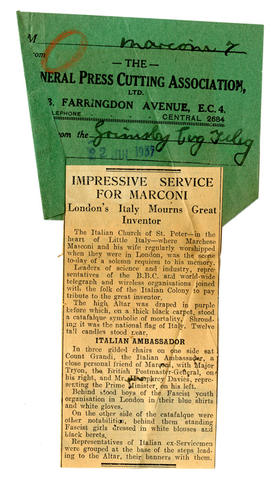 M Marconi
— THE —
NERAL PRESS CUTTING ASSOCIATION,
LTD.
3, FARRINGDON AVENUE, E.C.4.
LEPHONE CENTRAL 2684
om the Grimsby Evg Teleg
22 JUL 1937
IMPRESSIVE SERVICE
FOR MARCONI
London's Italy Mourns Great
Inventor
The Italian Church of St. Peter—in the
heart of Little Italy—where Marchese
Marconi and his wife regularly worshipped
when they were in London, was the scene
to-day of a solemn requiem to his memory.
Leaders of science and industry, repre-
sentatives of the B.B.C. and world-wide
telegraph and wireless organisations joined
with the folk of the Italian Colony to pay
tribute to the great inventor.
The high Altar was draped in purple
before which, on a thick black carpet, stood
a catafalque symbolic of mortality. Shroud-
ing it was the national flag of Italy. Twelve
tall candles stood near.
ITALIAN AMBASSADOR
In three gilded chairs on one side sat
Count Grandi, the Italian Ambassador, a
close personal friend of Marconi, with Major
Tryon, the British Postmaster-General, on
his right, and Mr. Humphrey Davies, repre-
senting the Prime Minister, on his left.
Behind stood boys of the Fascist youth
organisation in London in their blue shirts
and white gloves.
On the other side of the catafalque were
other notabilities, behind them standing
Fascist girls dressed in white blouses and
black berets.
Representatives of Italian ex-Servicemen
were grouped at the base of the steps lead-
ing to the Altar, their banners with them.